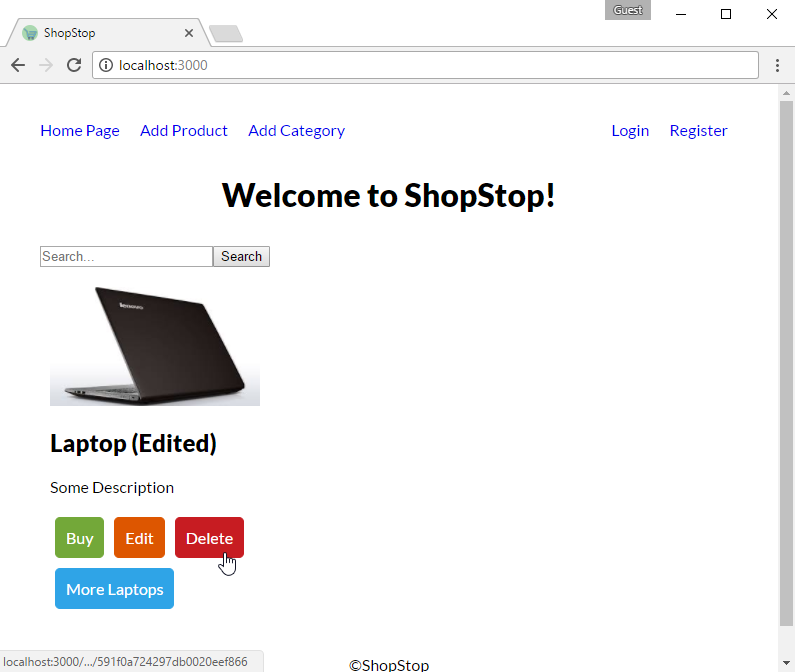 Guest
ShopStop
localhost:3000
Home Page Add Product Add Category Login Register
Welcome to ShopStop!
Search... Search
lenovo
Laptop (Edited)
Some Description
Buy Edit Delete
More Laptops
localhost:3000/.../591f0a724297db0020eef866
©ShopStop